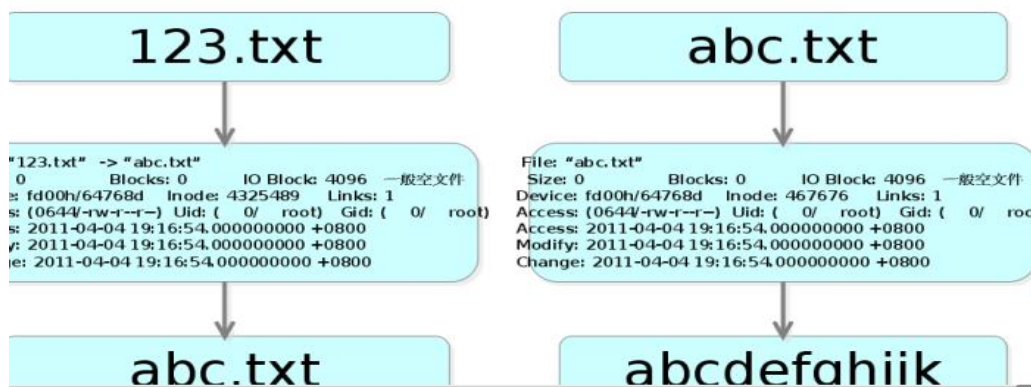 123.txt
abc.txt
"123.txt" -> "abc.txt"
0 Blocks: 0 IO Block: 4096 一般空文件
e: fd00h/64768d Inode: 4325489 Links: 1
s: (0644/-rw-r--r--) Uid: ( 0/ root) Gid: ( 0/ root)
s: 2011-04-04 19:16:54.000000000 +0800
y: 2011-04-04 19:16:54.000000000 +0800
e: 2011-04-04 19:16:54.000000000 +0800
File: "abc.txt"
Size: 0 Blocks: 0 IO Block: 4096 一般空文件
Device: fd00h/64768d Inode: 467676 Links: 1
Access: (0644/-rw-r--r--) Uid: ( 0/ root) Gid: ( 0/ roo
Access: 2011-04-04 19:16:54.000000000 +0800
Modify: 2011-04-04 19:16:54.000000000 +0800
Change: 2011-04-04 19:16:54.000000000 +0800
abc.txt
abcdefghijk